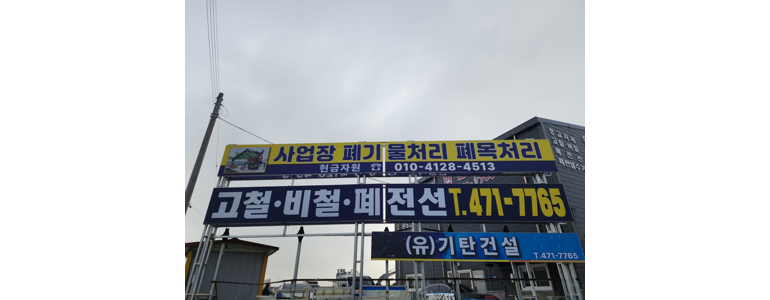 사업장 폐기물처리 폐목처리
현금자원 ☎ 010-4128-4513
고철·비철·폐전선 T.471-7765
(유)기탄건설
T.471-7765